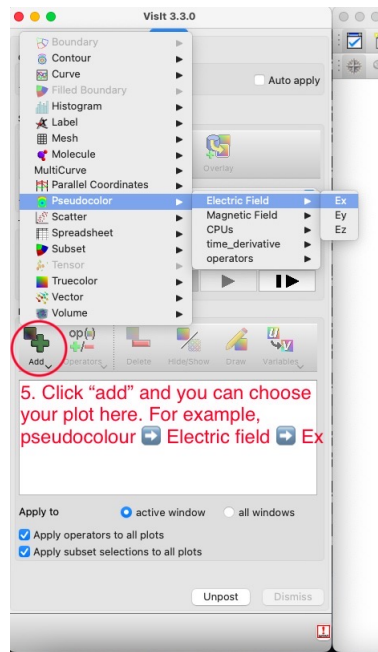 VisIt 3.3.0
Boundary
Contour
Curve
Filled Boundary
Histogram
Label
Mesh
Molecule
MultiCurve
Parallel Coordinates
Pseudocolor
Scatter
Spreadsheet
Subset
Tensor
Truecolor
Vector
Volume
Auto apply
Overlay
Electric Field
Magnetic Field
CPUs
time_derivative
operators
Ex
Ey
Ez
op(=)
+/-
Add Operators Delete Hide/Show Draw Variables
5. Click “add” and you can choose
your plot here. For example,
pseudocolour ➡ Electric field ➡ Ex
Apply to active window all windows
Apply operators to all plots
Apply subset selections to all plots
Unpost Dismiss